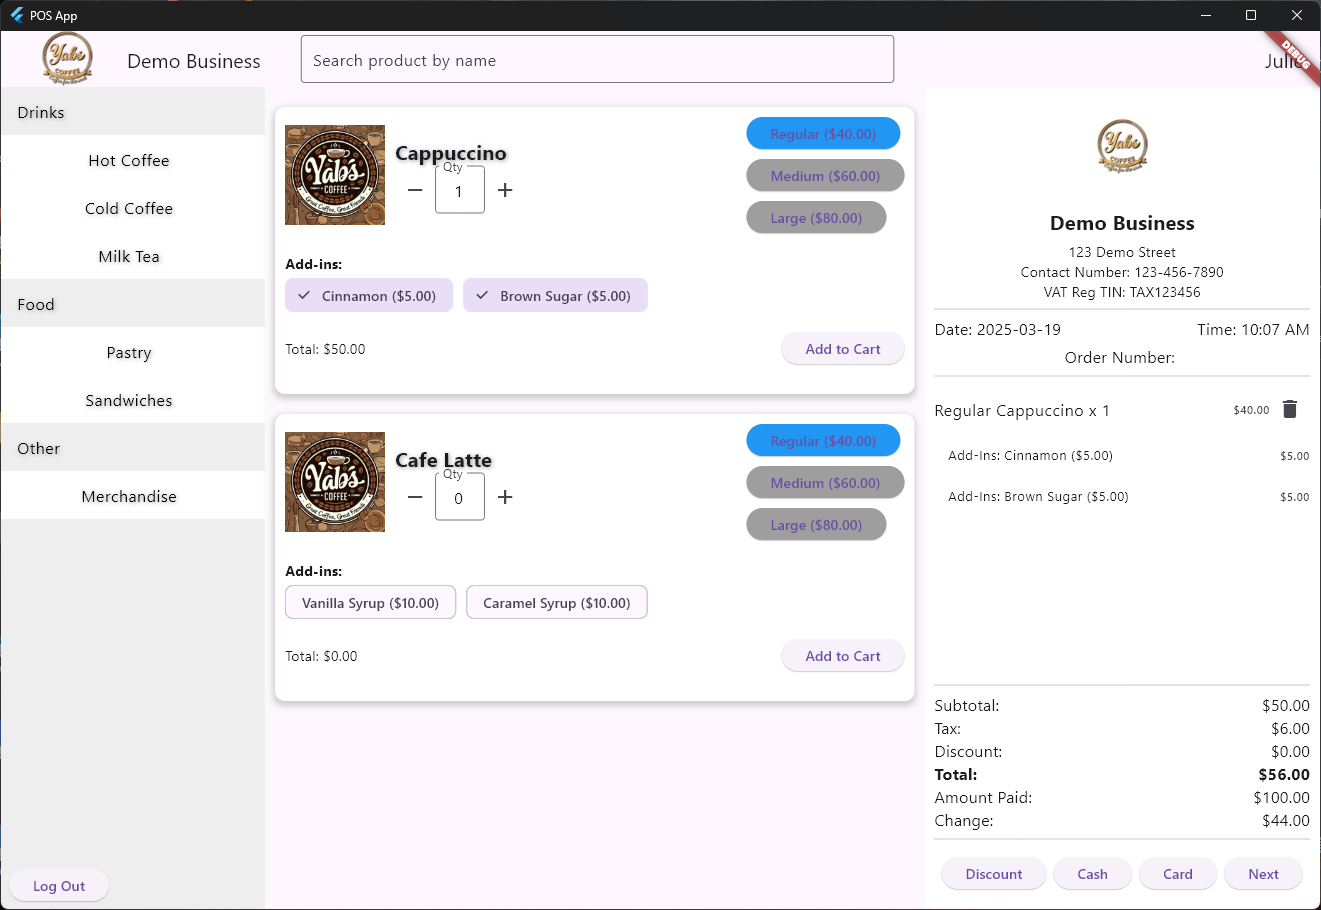 POS App
Yabs
COFFEE
Demo Business
Search product by name
DEBUG
Drinks
Hot Coffee
Cold Coffee
Milk Tea
Food
Pastry
Sandwiches
Other
Merchandise
Log Out
Yab's
COFFEE
Great Coffee, Great Friends
Cappuccino
Qty
1
Regular ($40.00)
Medium ($60.00)
Large ($80.00)
Add-ins:
Cinnamon ($5.00)
Brown Sugar ($5.00)
Total: $50.00
Add to Cart
Yab's
COFFEE
Great Coffee, Great Friends
Cafe Latte
Qty
0
Regular ($40.00)
Medium ($60.00)
Large ($80.00)
Add-ins:
Vanilla Syrup ($10.00)
Caramel Syrup ($10.00)
Total: $0.00
Add to Cart
Yabs
COFFEE
Demo Business
123 Demo Street
Contact Number: 123-456-7890
VAT Reg TIN: TAX123456
Date: 2025-03-19 Time: 10:07 AM
Order Number:
Regular Cappuccino x 1 $40.00
Add-Ins: Cinnamon ($5.00) $5.00
Add-Ins: Brown Sugar ($5.00) $5.00
Subtotal: $50.00
Tax: $6.00
Discount: $0.00
Total: $56.00
Amount Paid: $100.00
Change: $44.00
Discount
Cash
Card
Next